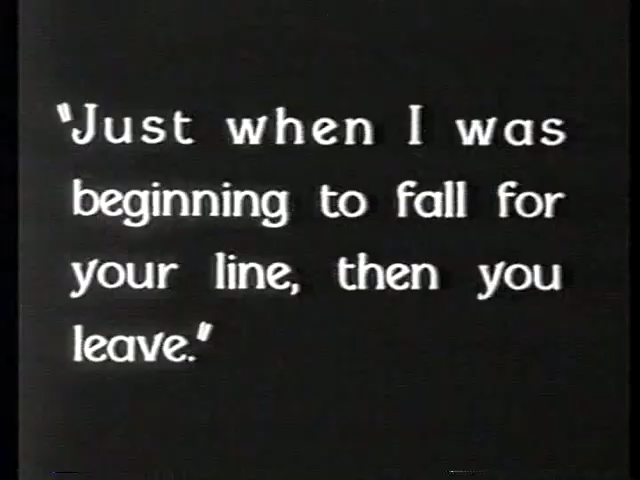 "Just when I was
beginning to fall for
your line, then you
leave."